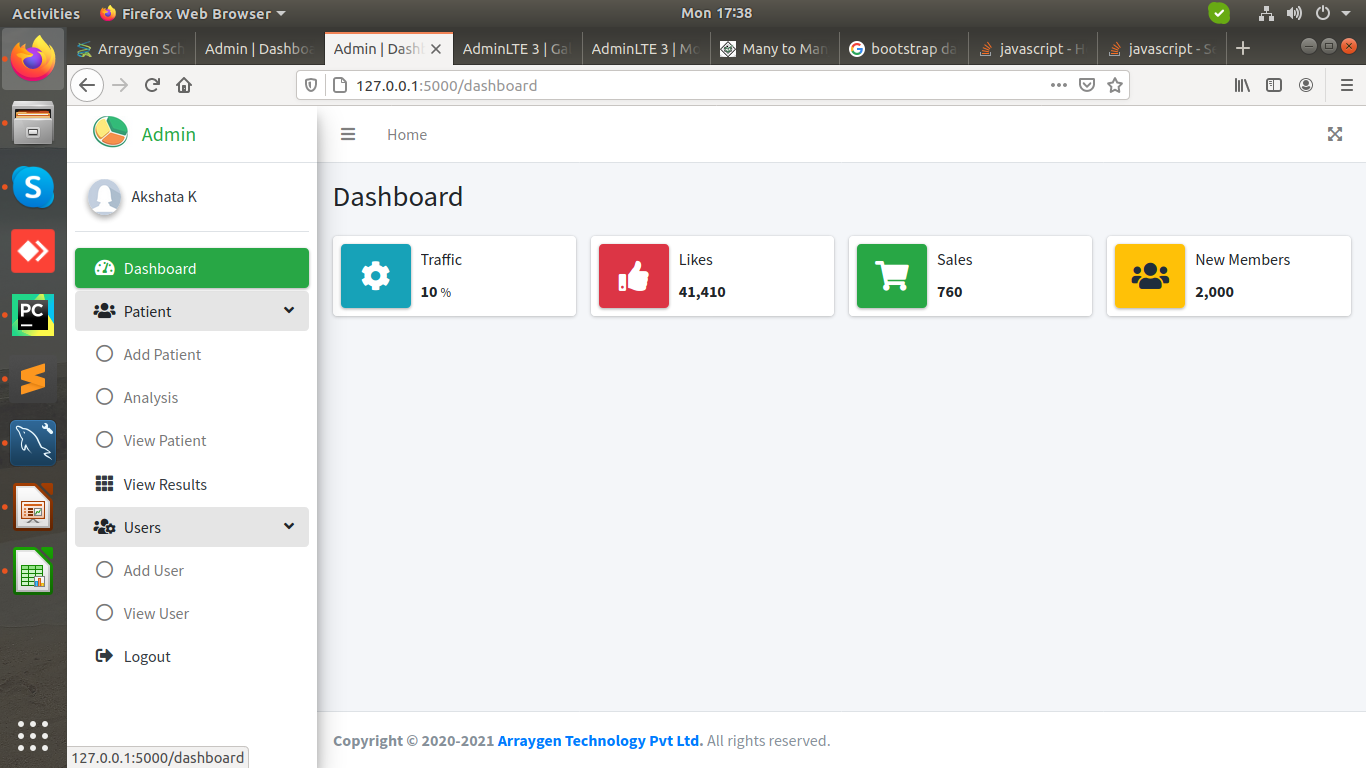 Activities Firefox Web Browser Mon 17:38
Arraygen Sch Admin | Dashboa Admin | Dash AdminLTE 3 | Ga AdminLTE 3 | Mo Many to Man bootstrap da javascript - H javascript - Se
127.0.0.1:5000/dashboard
Admin
Home
Akshata K
Dashboard
Dashboard
Patient
Add Patient
Analysis
View Patient
View Results
Users
Add User
View User
Logout
Traffic
10 %
Likes
41,410
Sales
760
New Members
2,000
Copyright © 2020-2021 Arraygen Technology Pvt Ltd. All rights reserved.
127.0.0.1:5000/dashboard
S
PC